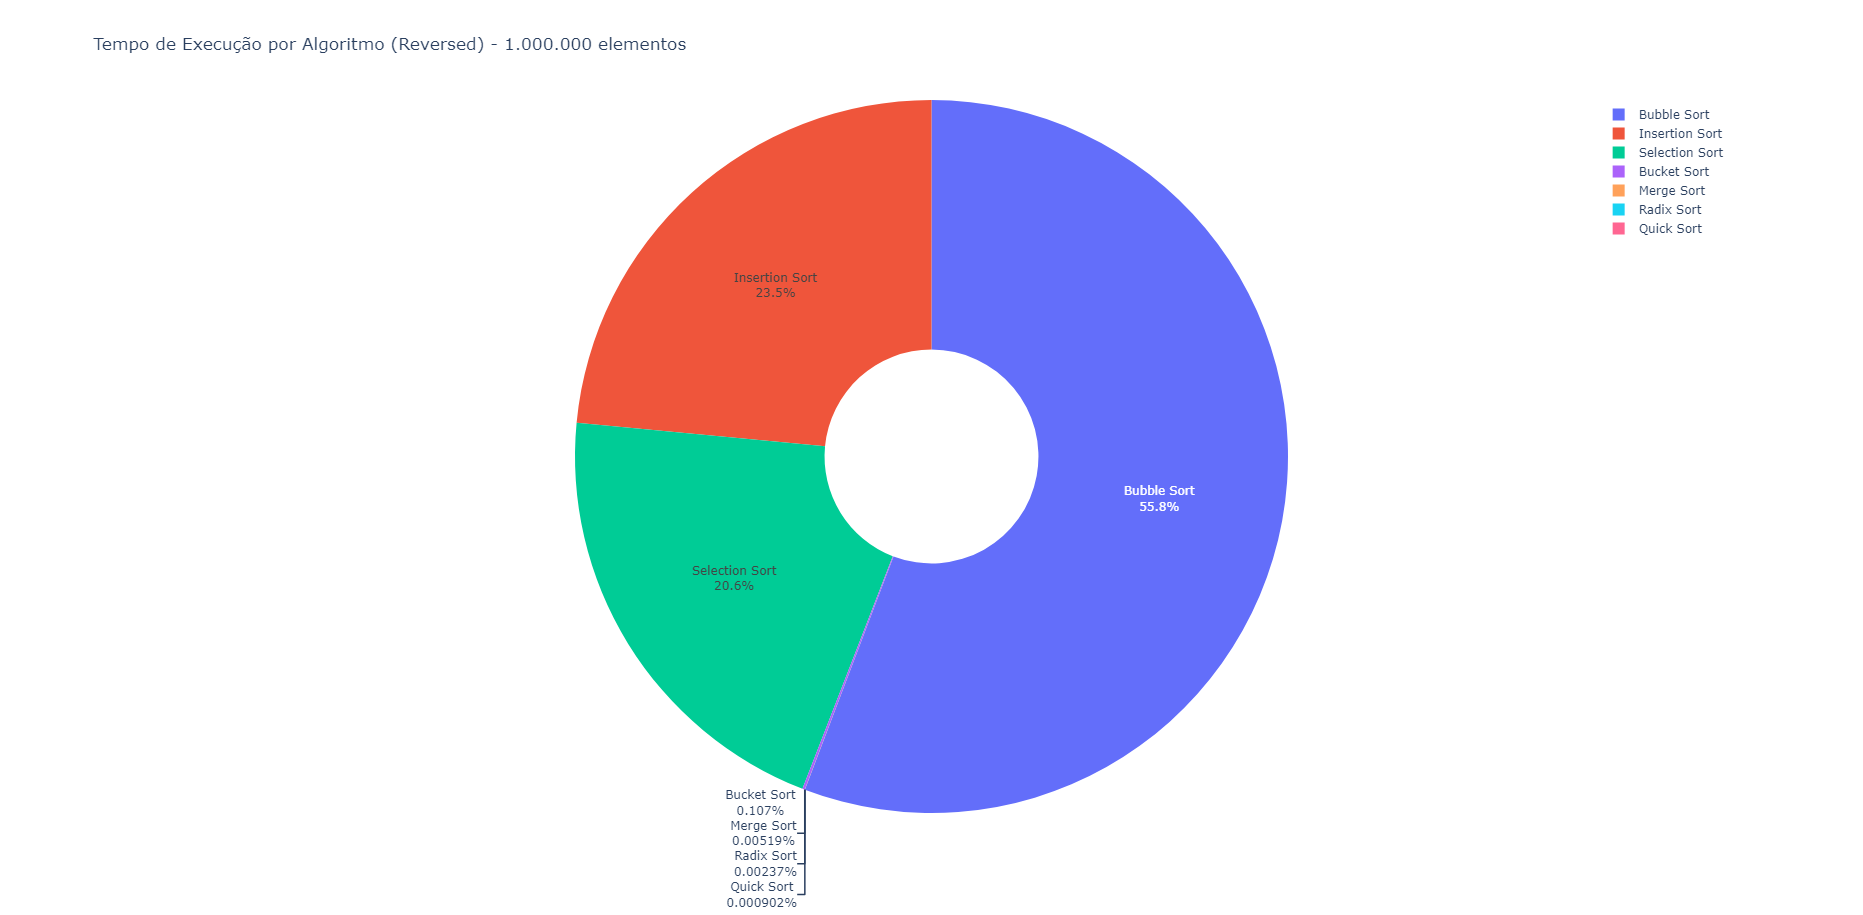 Tempo de Execução por Algoritmo (Reversed) - 1.000.000 elementos
Bubble Sort
Insertion Sort
Selection Sort
Bucket Sort
Merge Sort
Radix Sort
Quick Sort
Insertion Sort
23.5%
Bubble Sort
55.8%
Selection Sort
20.6%
Bucket Sort
0.107%
Merge Sort
0.00519%
Radix Sort
0.00237%
Quick Sort
0.000902%